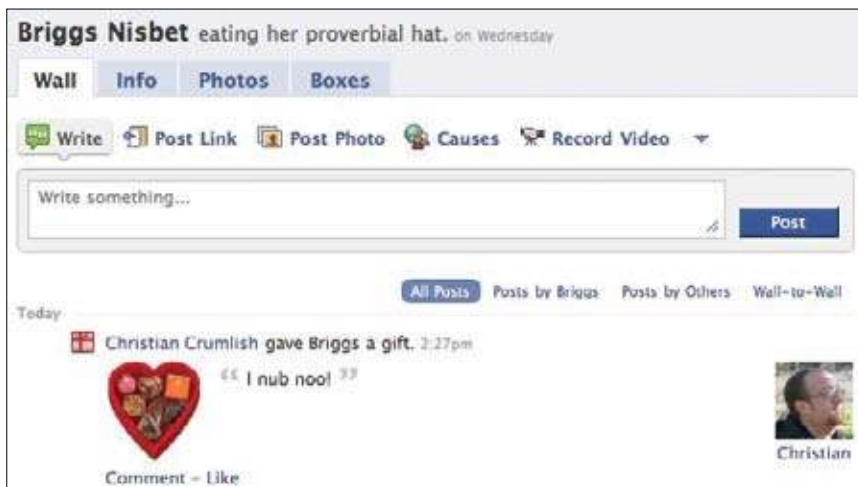 Briggs Nisbet eating her proverbial hat. on Wednesday
Wall Info Photos Boxes
Write Post Link Post Photo Causes Record Video
Write something...
Post
All Posts Posts by Briggs Posts by Others Wall-to-Wall
Today
Christian Crumlish gave Briggs a gift. 2:27pm
“ I nub noo! ”
Christian
Comment - Like